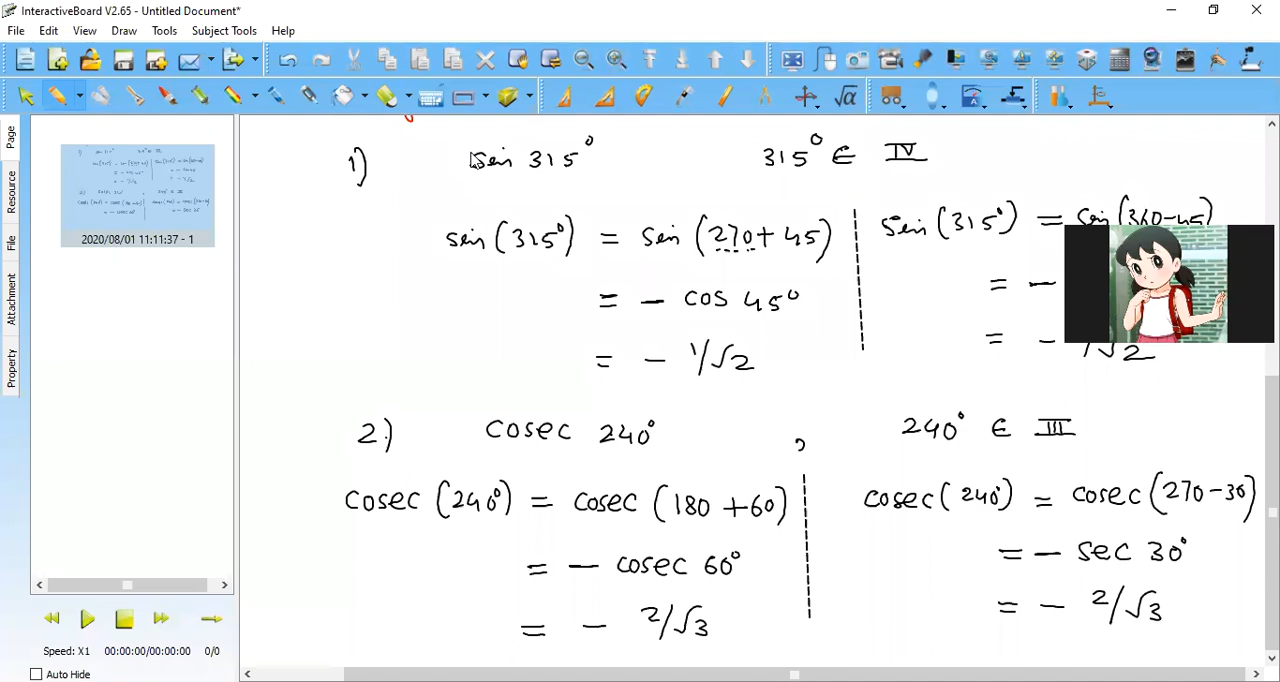 InteractiveBoard V2.65 - Untitled Document*
File Edit View Draw Tools Subject Tools Help
Page
Resource
File
Attachment
Property
2020/08/01 11:11:37 - 1
Speed: X1 00:00:00/00:00:00 0/0
Auto Hide
1) sin 315° 315° ∈ IV
sin (315°) = sin (270 + 45)
= - cos 45°
= - 1/√2
sin (315°) = sin (360-45)
= -
= - 1/√2
2.) cosec 240° , 240° ∈ III
cosec (240°) = cosec (180 + 60)
= - cosec 60°
= - 2/√3
cosec (240°) = cosec (270 - 30)
= - sec 30°
= - 2/√3